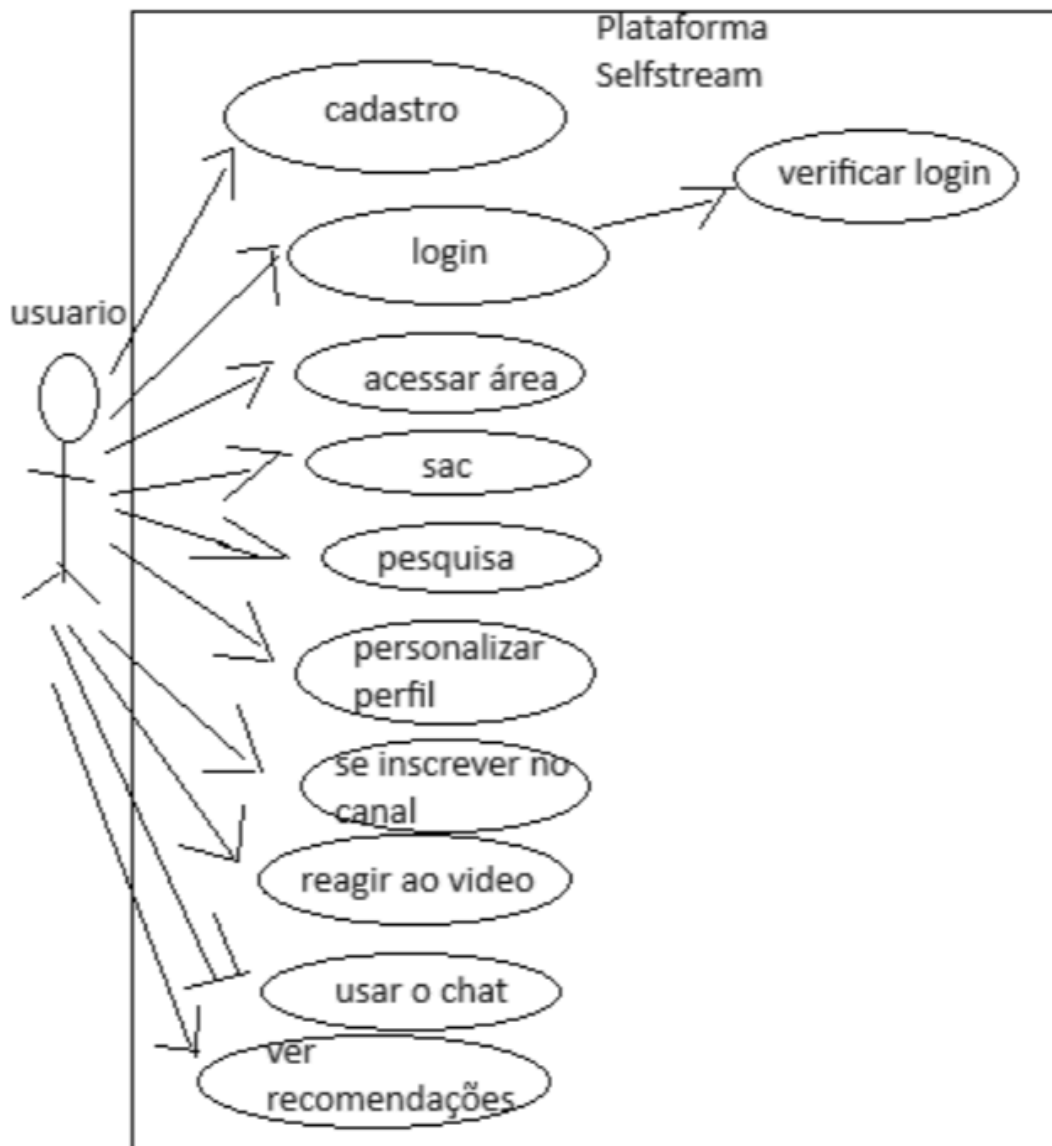 Plataforma
Selfstream
cadastro
verificar login
login
usuario
acessar área
sac
pesquisa
personalizar
perfil
se inscrever no
canal
reagir ao video
usar o chat
ver
recomendações